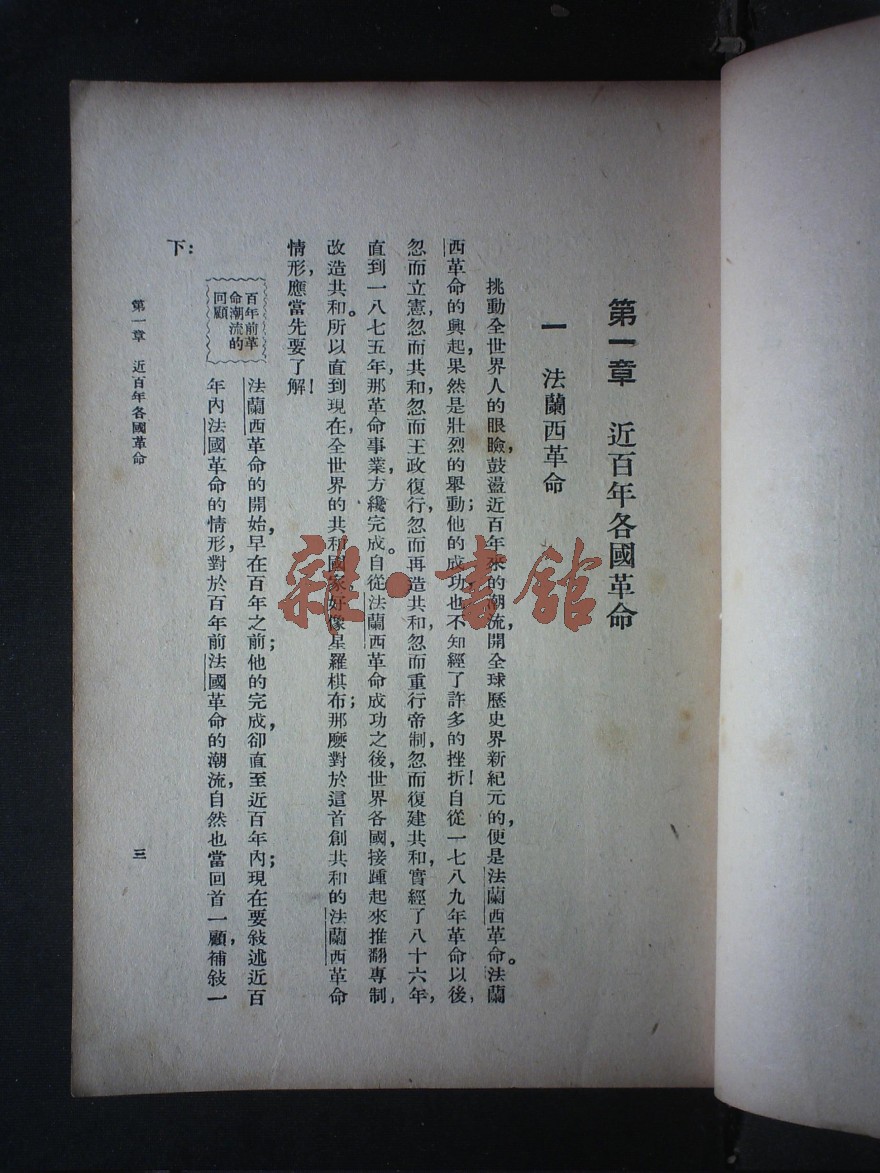 第一章　近百年各國革命
一　法蘭西革命
挑動全世界人的眼瞼，鼓盪近百年來的潮流，開全球歷史界新紀元的，便是法蘭西革命。法蘭
西革命的興起，果然是壯烈的舉動；他的成功，也不知經了許多的挫折！自從一七八九年革命以後，
忽而立憲，忽而共和，忽而王政復行，忽而再造共和，忽而重行帝制，忽而復建共和，實經了八十六年，
直到一八七五年，那革命事業，方纔完成。自從法蘭西革命成功之後，世界各國，接踵起來推翻專制，
改造共和。所以直到現在，全世界的共和國家，好像星羅棋布；那麼對於這首創共和的法蘭西革命
情形，應當先要了解！
百年前革
命潮流的
回顧
法蘭西革命的開始，早在百年之前；他的完成，卻直至近百年內；現在要敍述近百
年內法國革命的情形，對於百年前法國革命的潮流，自然也當回首一顧，補敍一
下：
第一章　近百年各國革命
三
雜·書館